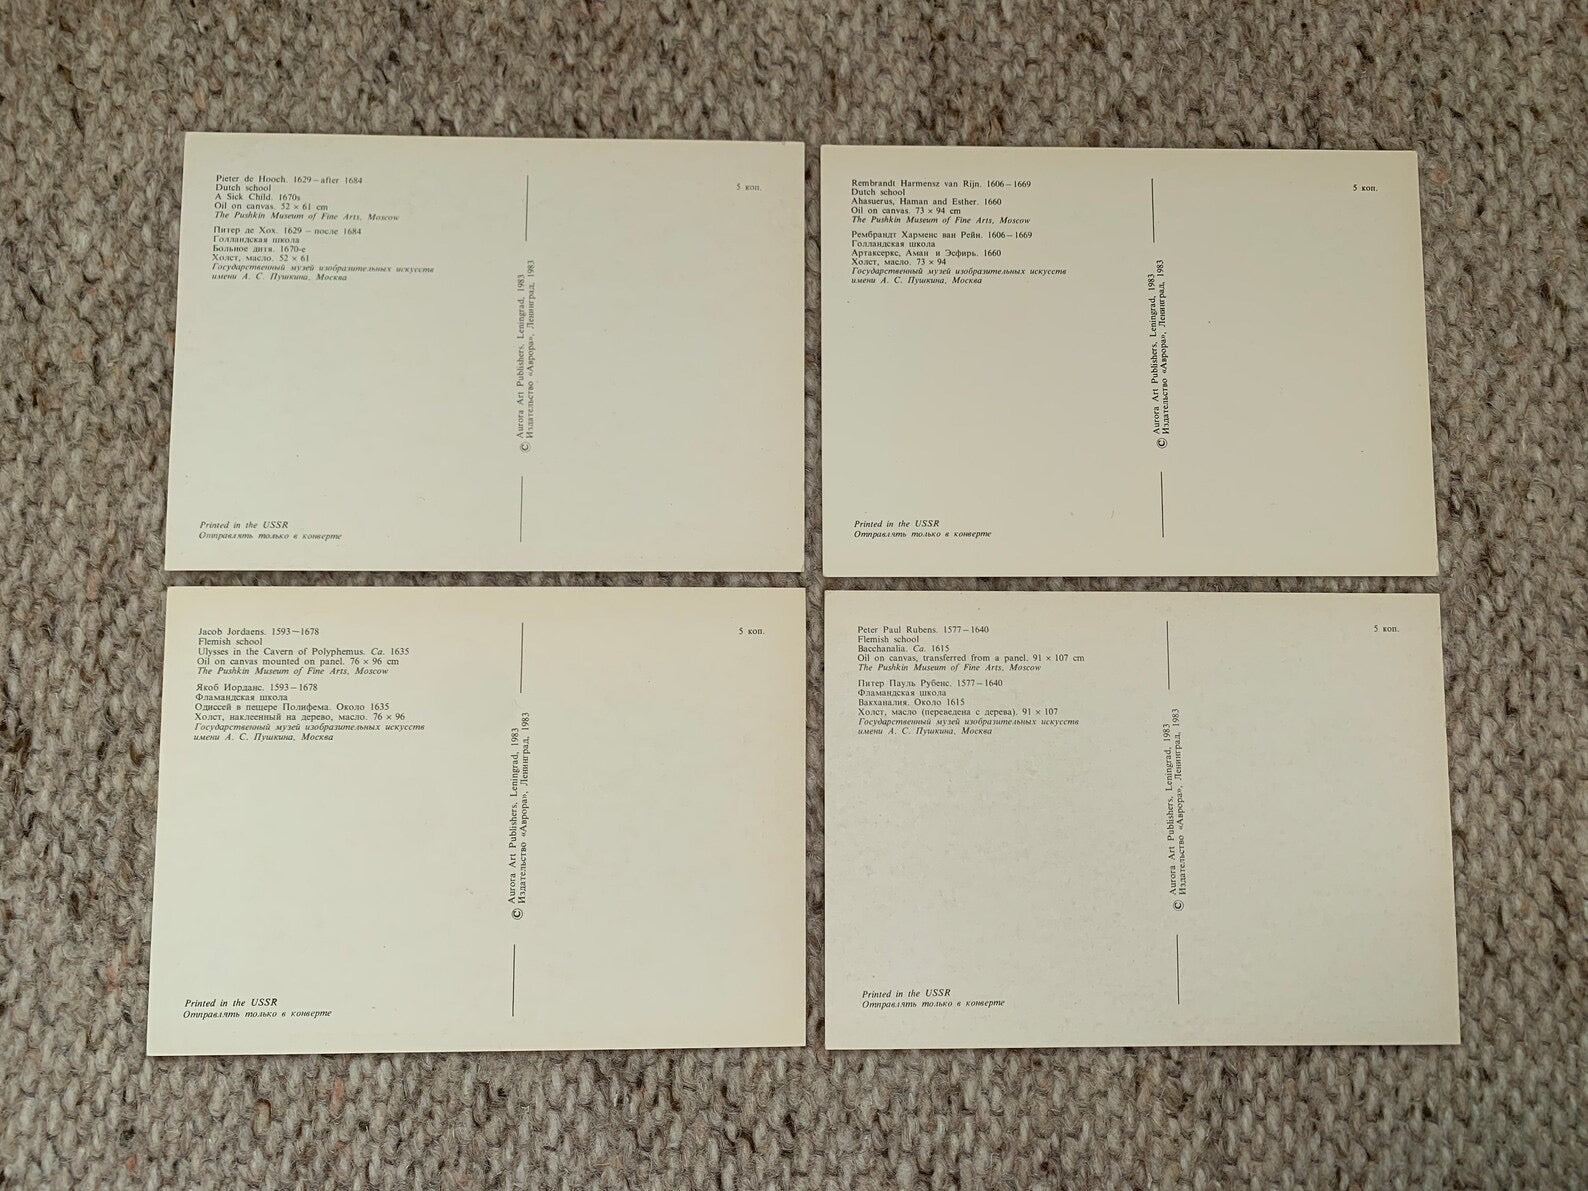 Pieter de Hooch. 1629 – after 1684
Dutch school
A Sick Child. 1670s
Oil on canvas. 52 × 61 cm
The Pushkin Museum of Fine Arts, Moscow
Питер де Хох. 1629 – после 1684
Голландская школа
Больное дитя. 1670-е
Холст, масло. 52 × 61
Государственный музей изобразительных искусств
имени А. С. Пушкина, Москва
5 коп.
© Aurora Art Publishers, Leningrad, 1983
Издательство «Аврора», Ленинград, 1983
Printed in the USSR
Отправлять только в конверте
Rembrandt Harmensz van Rijn. 1606 – 1669
Dutch school
Ahasuerus, Haman and Esther. 1660
Oil on canvas. 73 × 94 cm
The Pushkin Museum of Fine Arts, Moscow
Рембрандт Харменс ван Рейн. 1606 – 1669
Голландская школа
Артаксеркс, Аман и Эсфирь. 1660
Холст, масло. 73 × 94
Государственный музей изобразительных искусств
имени А. С. Пушкина, Москва
5 коп.
© Aurora Art Publishers, Leningrad, 1983
Издательство «Аврора», Ленинград, 1983
Printed in the USSR
Отправлять только в конверте
Jacob Jordaens. 1593 – 1678
Flemish school
Ulysses in the Cavern of Polyphemus. Ca. 1635
Oil on canvas mounted on panel. 76 × 96 cm
The Pushkin Museum of Fine Arts, Moscow
Якоб Йорданс. 1593 – 1678
Фламандская школа
Одиссей в пещере Полифема. Около 1635
Холст, наклеенный на дерево, масло. 76 × 96
Государственный музей изобразительных искусств
имени А. С. Пушкина, Москва
5 коп.
© Aurora Art Publishers, Leningrad, 1983
Издательство «Аврора», Ленинград, 1983
Printed in the USSR
Отправлять только в конверте
Peter Paul Rubens. 1577 – 1640
Flemish school
Bacchanalia. Ca. 1615
Oil on canvas, transferred from a panel. 91 × 107 cm
The Pushkin Museum of Fine Arts, Moscow
Питер Пауль Рубенс. 1577 – 1640
Фламандская школа
Вакханалия. Около 1615
Холст, масло (переведена с дерева). 91 × 107
Государственный музей изобразительных искусств
имени А. С. Пушкина, Москва
5 коп.
© Aurora Art Publishers, Leningrad, 1983
Издательство «Аврора», Ленинград, 1983
Printed in the USSR
Отправлять только в конверте